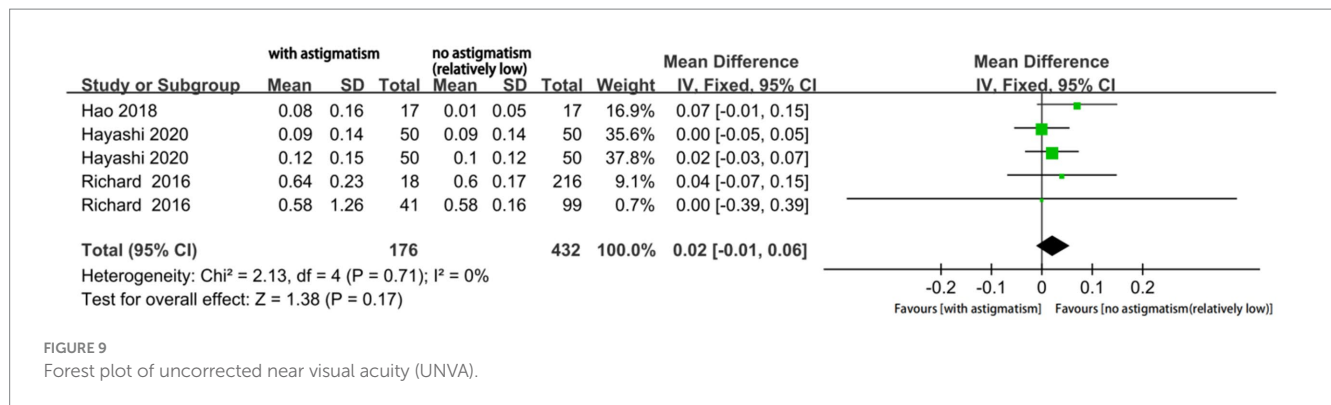 with astigmatism no astigmatism Mean Difference Mean Difference
(relatively low)
Study or Subgroup Mean SD Total Mean SD Total Weight IV, Fixed, 95% CI IV, Fixed, 95% CI
Hao 2018 0.08 0.16 17 0.01 0.05 17 16.9% 0.07 [-0.01, 0.15]
Hayashi 2020 0.09 0.14 50 0.09 0.14 50 35.6% 0.00 [-0.05, 0.05]
Hayashi 2020 0.12 0.15 50 0.1 0.12 50 37.8% 0.02 [-0.03, 0.07]
Richard 2016 0.64 0.23 18 0.6 0.17 216 9.1% 0.04 [-0.07, 0.15]
Richard 2016 0.58 1.26 41 0.58 0.16 99 0.7% 0.00 [-0.39, 0.39]
Total (95% CI) 176 432 100.0% 0.02 [-0.01, 0.06]
Heterogeneity: Chi² = 2.13, df = 4 (P = 0.71); I² = 0%
Test for overall effect: Z = 1.38 (P = 0.17)
-0.2 -0.1 0 0.1 0.2
Favours [with astigmatism] Favours [no astigmatism(relatively low)]
FIGURE 9
Forest plot of uncorrected near visual acuity (UNVA).